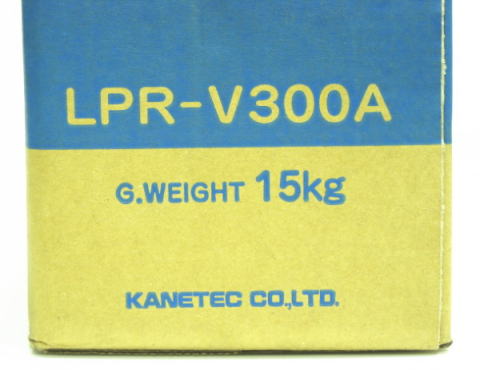 LPR-V300A
G.WEIGHT 15kg
KANETEC CO.,LTD.